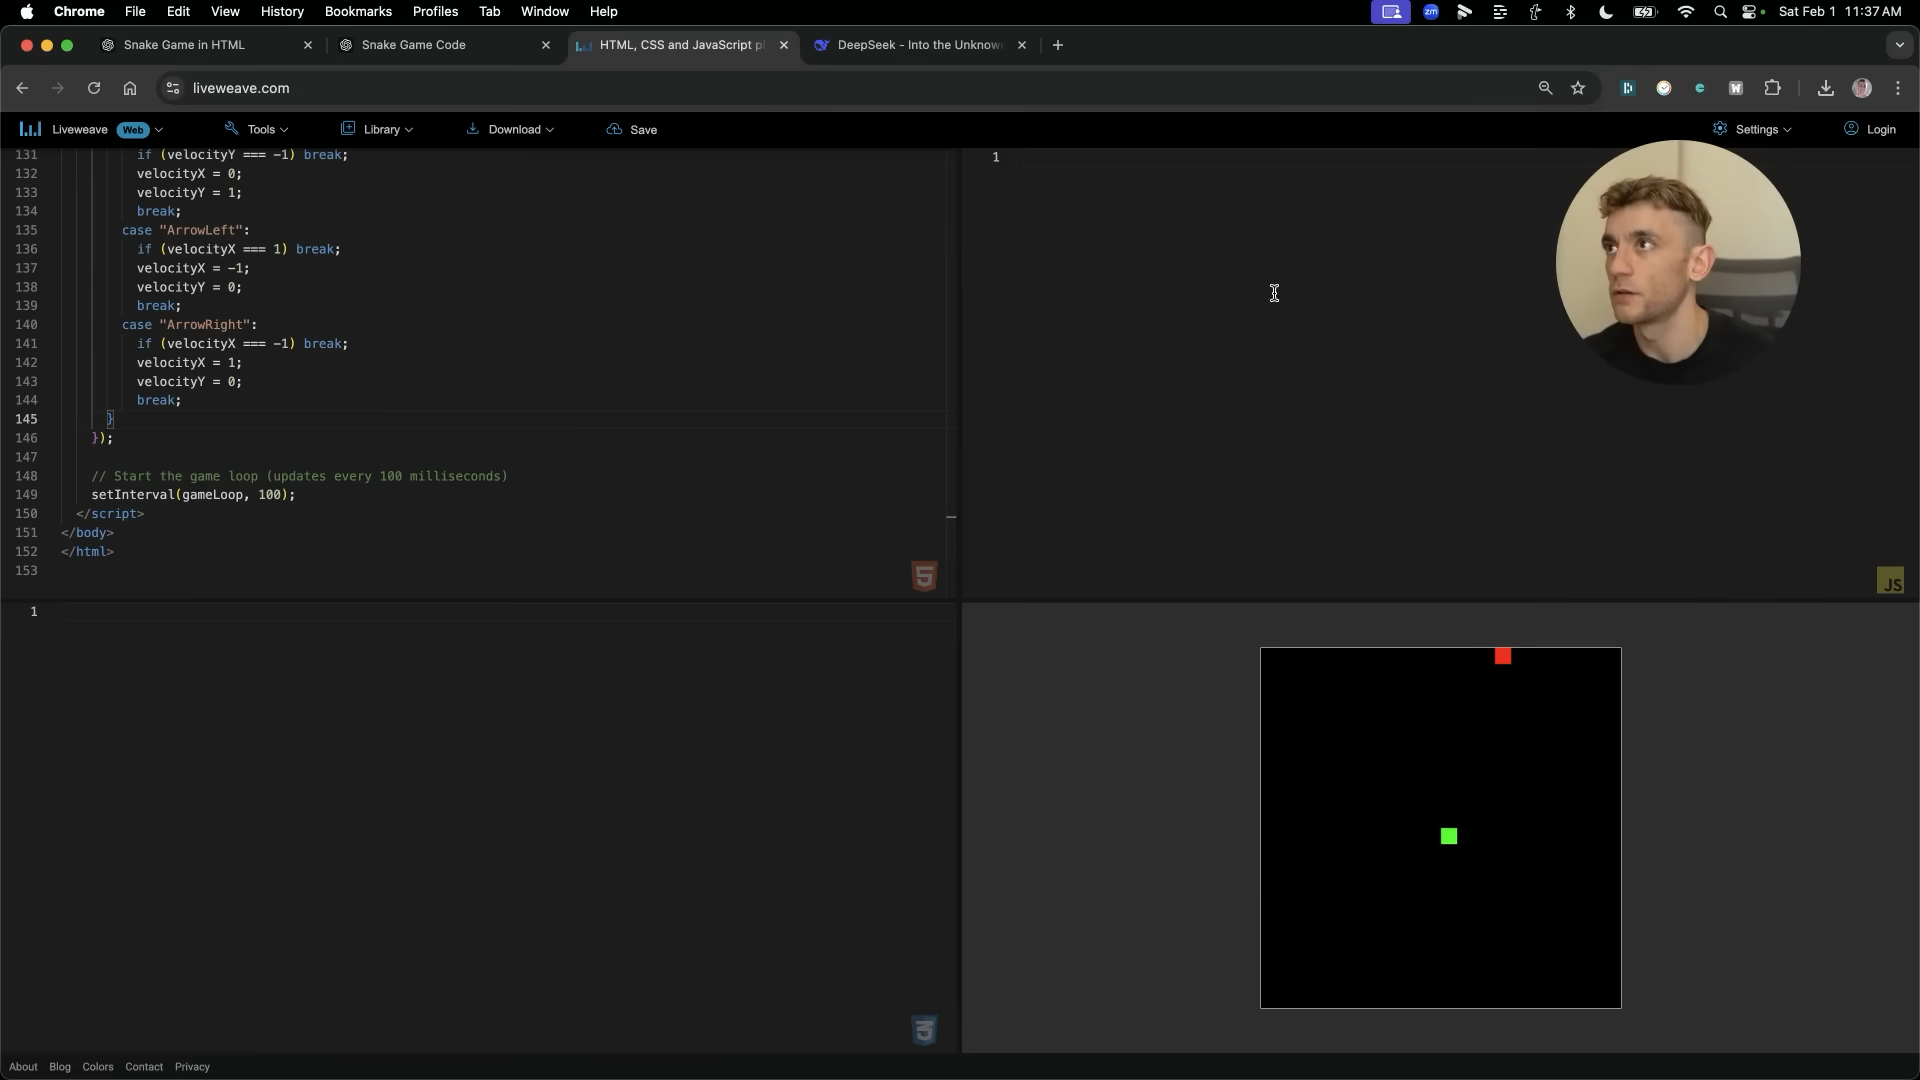 Chrome File Edit View History Bookmarks Profiles Tab Window Help
zm
Sat Feb 1 11:37 AM
Snake Game in HTML
Snake Game Code
HTML, CSS and JavaScript pl
DeepSeek - Into the Unknow
liveweave.com
Liveweave Web Tools Library Download Save Settings Login
131 if (velocityY === -1) break;
132 velocityX = 0;
133 velocityY = 1;
134 break;
135 case "ArrowLeft":
136 if (velocityX === 1) break;
137 velocityX = -1;
138 velocityY = 0;
139 break;
140 case "ArrowRight":
141 if (velocityX === -1) break;
142 velocityX = 1;
143 velocityY = 0;
144 break;
145 }
146 });
147
148 // Start the game loop (updates every 100 milliseconds)
149 setInterval(gameLoop, 100);
150 </script>
151 </body>
152 </html>
153
5
1
JS
1
3
About Blog Colors Contact Privacy